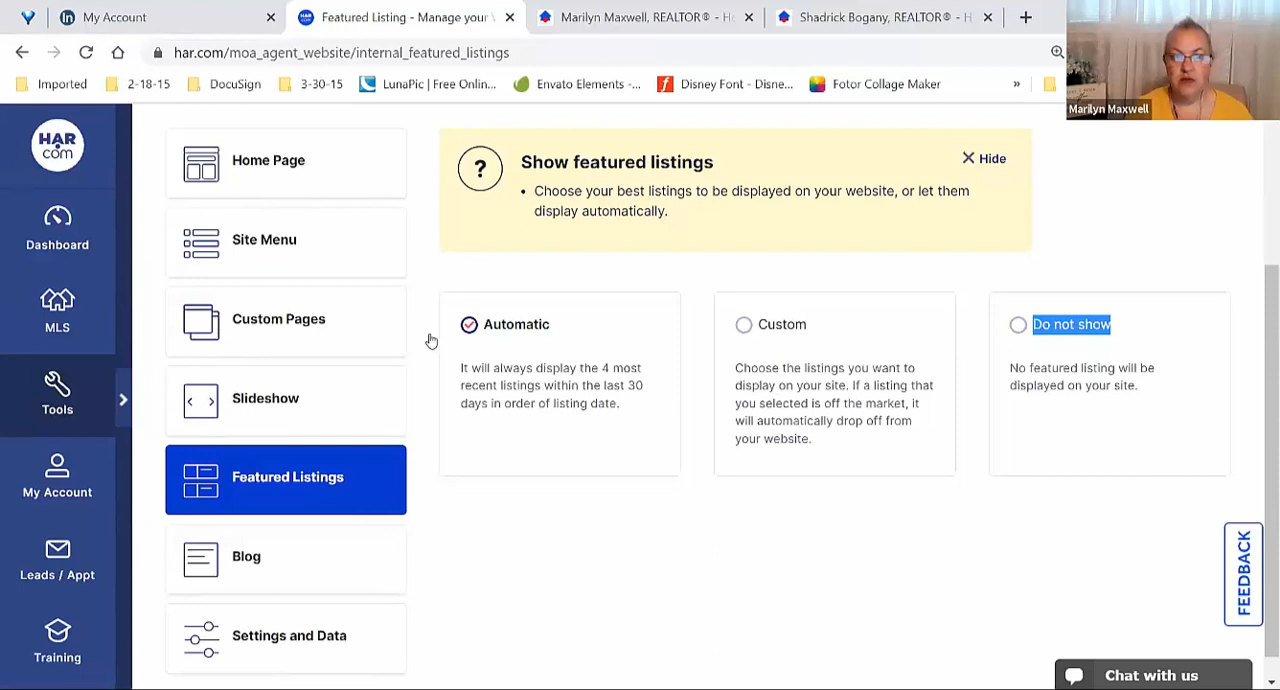 My Account
Featured Listing - Manage your
Marilyn Maxwell, REALTOR® - Ho
Shadrick Bogany, REALTOR® - H
har.com/moa_agent_website/internal_featured_listings
Imported
2-18-15
DocuSign
3-30-15
LunaPic | Free Onlin...
Envato Elements -...
Disney Font - Disne...
Fotor Collage Maker
»
Marilyn Maxwell
HAR
com
Dashboard
MLS
Tools
My Account
Leads / Appt
Training
Home Page
Site Menu
Custom Pages
Slideshow
Featured Listings
Blog
Settings and Data
?
Show featured listings
Hide
• Choose your best listings to be displayed on your website, or let them
display automatically.
Automatic
It will always display the 4 most
recent listings within the last 30
days in order of listing date.
Custom
Choose the listings you want to
display on your site. If a listing that
you selected is off the market, it
will automatically drop off from
your website.
Do not show
No featured listing will be
displayed on your site.
FEEDBACK
Chat with us